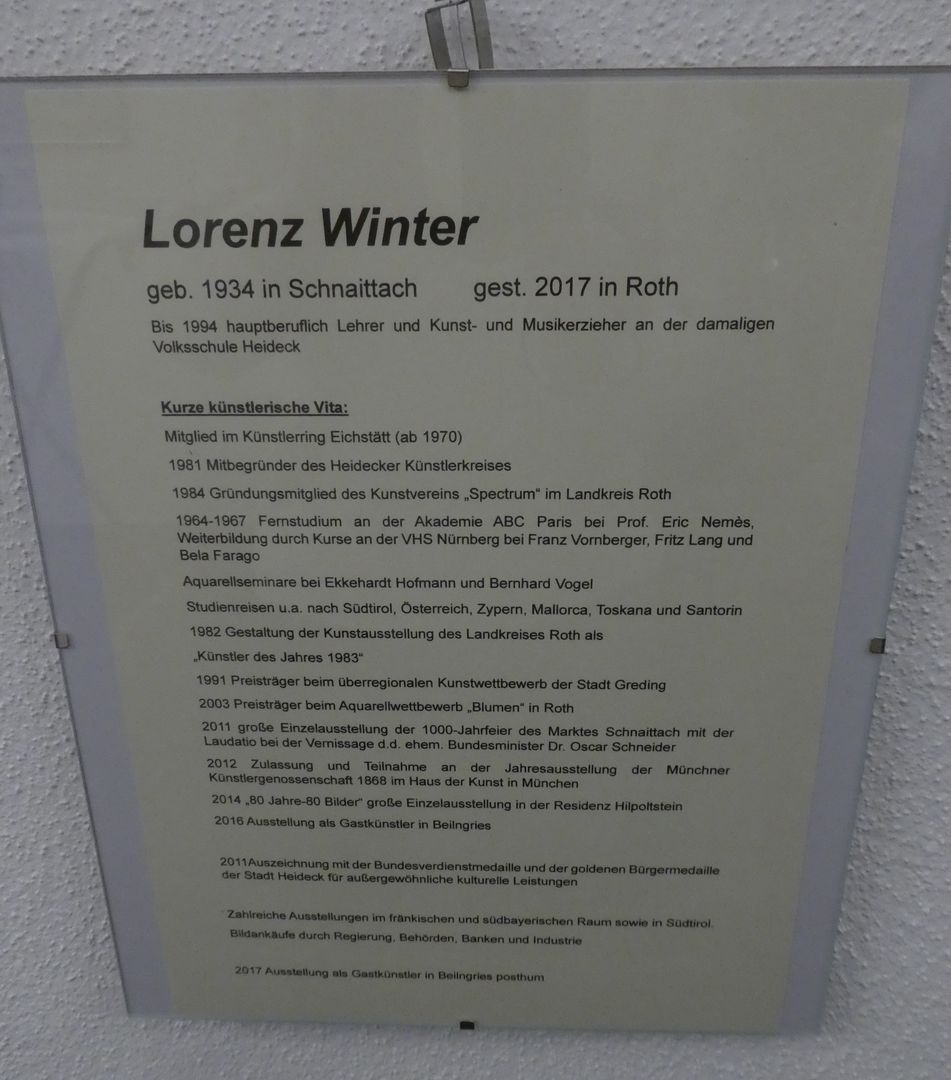 Lorenz Winter
geb. 1934 in Schnaittach gest. 2017 in Roth
Bis 1994 hauptberuflich Lehrer und Kunst- und Musikerzieher an der damaligen
Volksschule Heideck
Kurze künstlerische Vita:
Mitglied im Künstlerring Eichstätt (ab 1970)
1981 Mitbegründer des Heidecker Künstlerkreises
1984 Gründungsmitglied des Kunstvereins „Spectrum“ im Landkreis Roth
1964-1967 Fernstudium an der Akademie ABC Paris bei Prof. Eric Nemès,
Weiterbildung durch Kurse an der VHS Nürnberg bei Franz Vornberger, Fritz Lang und
Bela Farago
Aquarellseminare bei Ekkehardt Hofmann und Bernhard Vogel
Studienreisen u.a. nach Südtirol, Österreich, Zypern, Mallorca, Toskana und Santorin
1982 Gestaltung der Kunstausstellung des Landkreises Roth als
„Künstler des Jahres 1983“
1991 Preisträger beim überregionalen Kunstwettbewerb der Stadt Greding
2003 Preisträger beim Aquarellwettbewerb „Blumen“ in Roth
2011 große Einzelausstellung der 1000-Jahrfeier des Marktes Schnaittach mit der
Laudatio bei der Vernissage d.d. ehem. Bundesminister Dr. Oscar Schneider
2012 Zulassung und Teilnahme an der Jahresausstellung der Münchner
Künstlergenossenschaft 1868 im Haus der Kunst in München
2014 „80 Jahre-80 Bilder“ große Einzelausstellung in der Residenz Hilpoltstein
2016 Ausstellung als Gastkünstler in Beilngries
2011Auszeichnung mit der Bundesverdienstmedaille und der goldenen Bürgermedaille
der Stadt Heideck für außergewöhnliche kulturelle Leistungen
Zahlreiche Ausstellungen im fränkischen und südbayerischen Raum sowie in Südtirol.
Bildankäufe durch Regierung, Behörden, Banken und Industrie
2017 Ausstellung als Gastkünstler in Beilngries posthum